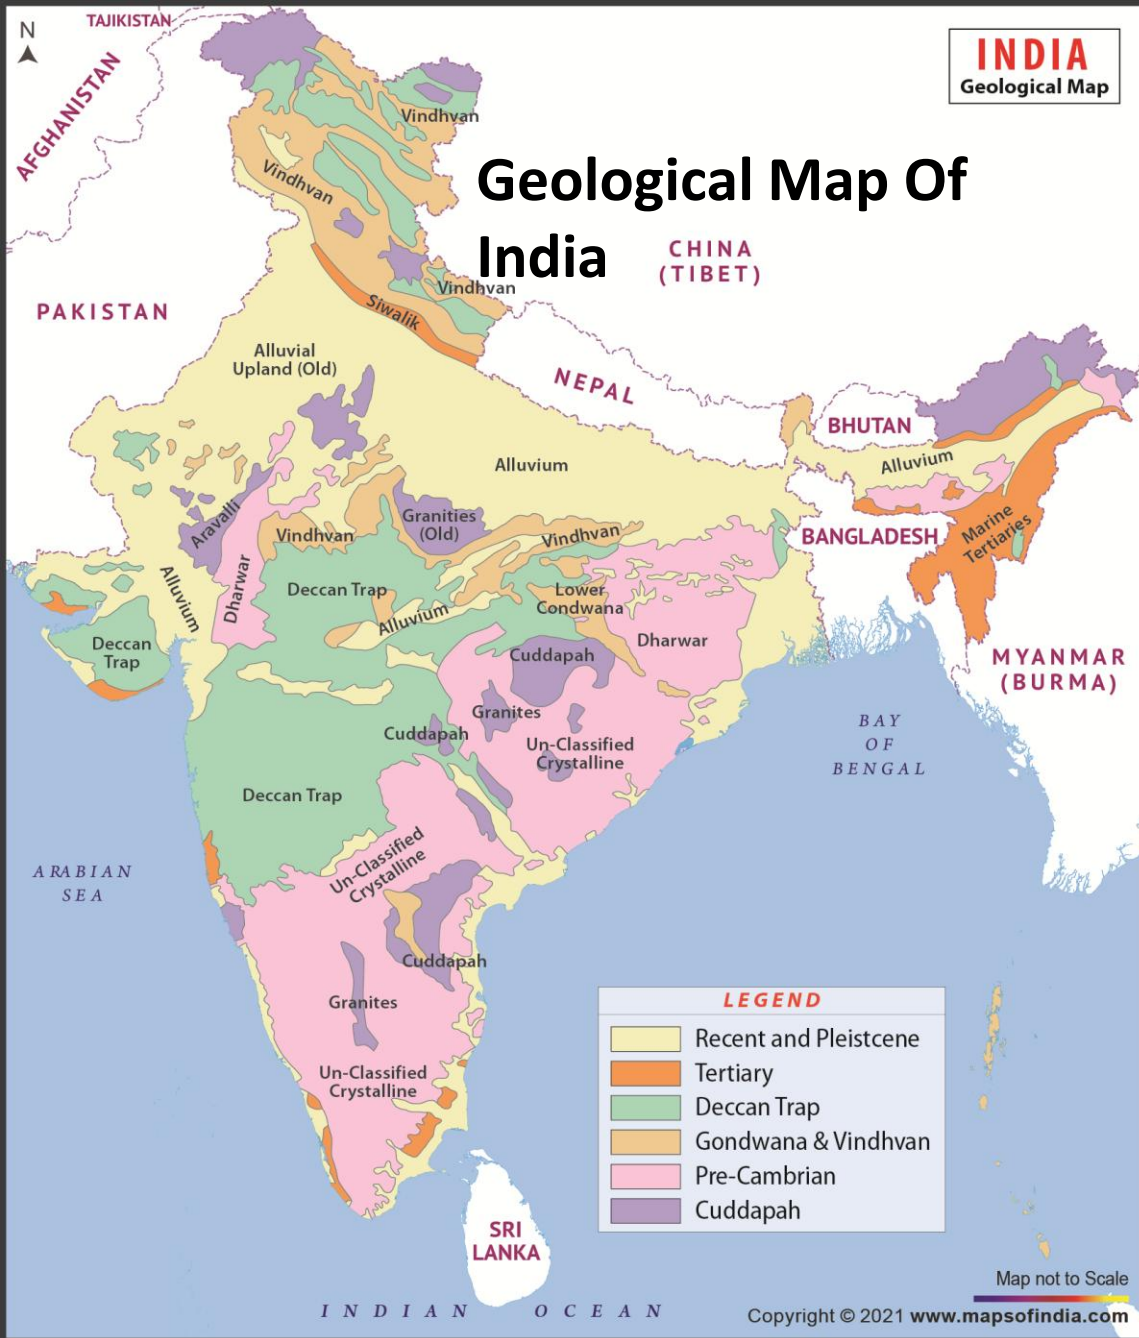 N
TAJIKISTAN
AFGHANISTAN
INDIA
Geological Map
Vindhvan
Geological Map Of
India
Vindhvan
CHINA
(TIBET)
Vindhvan
PAKISTAN
Siwalik
Alluvial
Upland (Old)
NEPAL
BHUTAN
Alluvium
Alluvium
Aravalli
Granities
(Old)
Vindhvan
Vindhvan
BANGLADESH
Marine
Tertiaries
Dharwar
Alluvium
Deccan Trap
Lower
Condwana
Alluvium
Deccan
Trap
Dharwar
Cuddapah
MYANMAR
(BURMA)
Granites
Cuddapah
Un-Classified
Crystalline
BAY
OF
BENGAL
Deccan Trap
Un-Classified
Crystalline
ARABIAN
SEA
Cuddapah
Granites
Un-Classified
Crystalline
LEGEND
Recent and Pleistcene
Tertiary
Deccan Trap
Gondwana & Vindhvan
Pre-Cambrian
Cuddapah
SRI
LANKA
INDIAN OCEAN
Map not to Scale
Copyright © 2021 www.mapsofindia.com